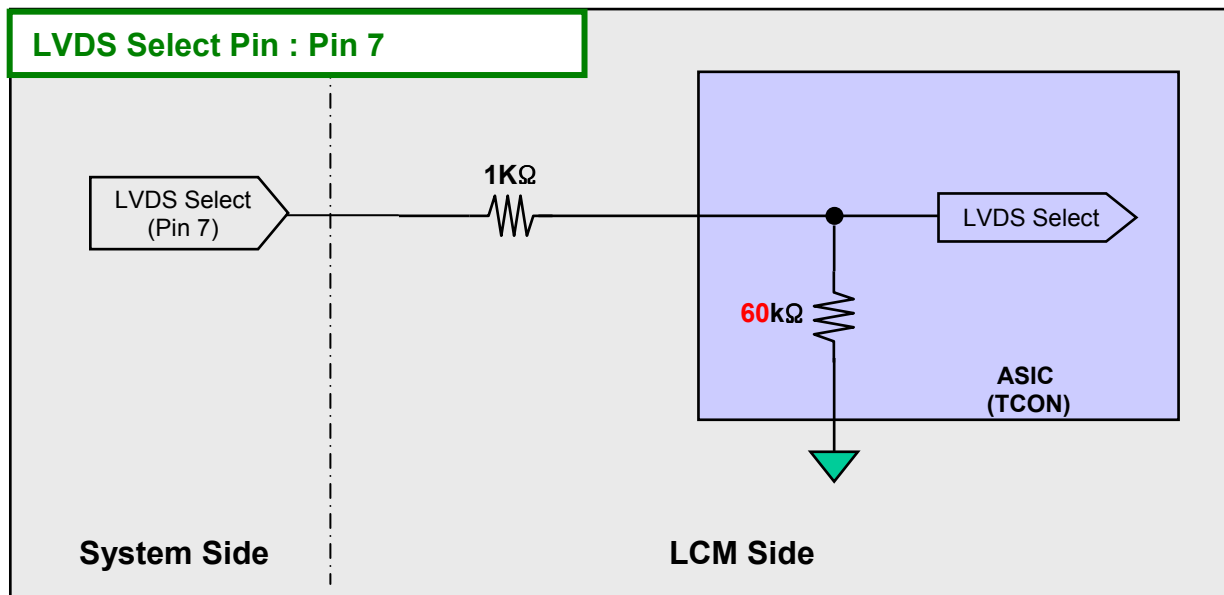 LVDS Select Pin : Pin 7
1KΩ
LVDS Select
(Pin 7)
LVDS Select
60kΩ
ASIC
(TCON)
System Side
LCM Side